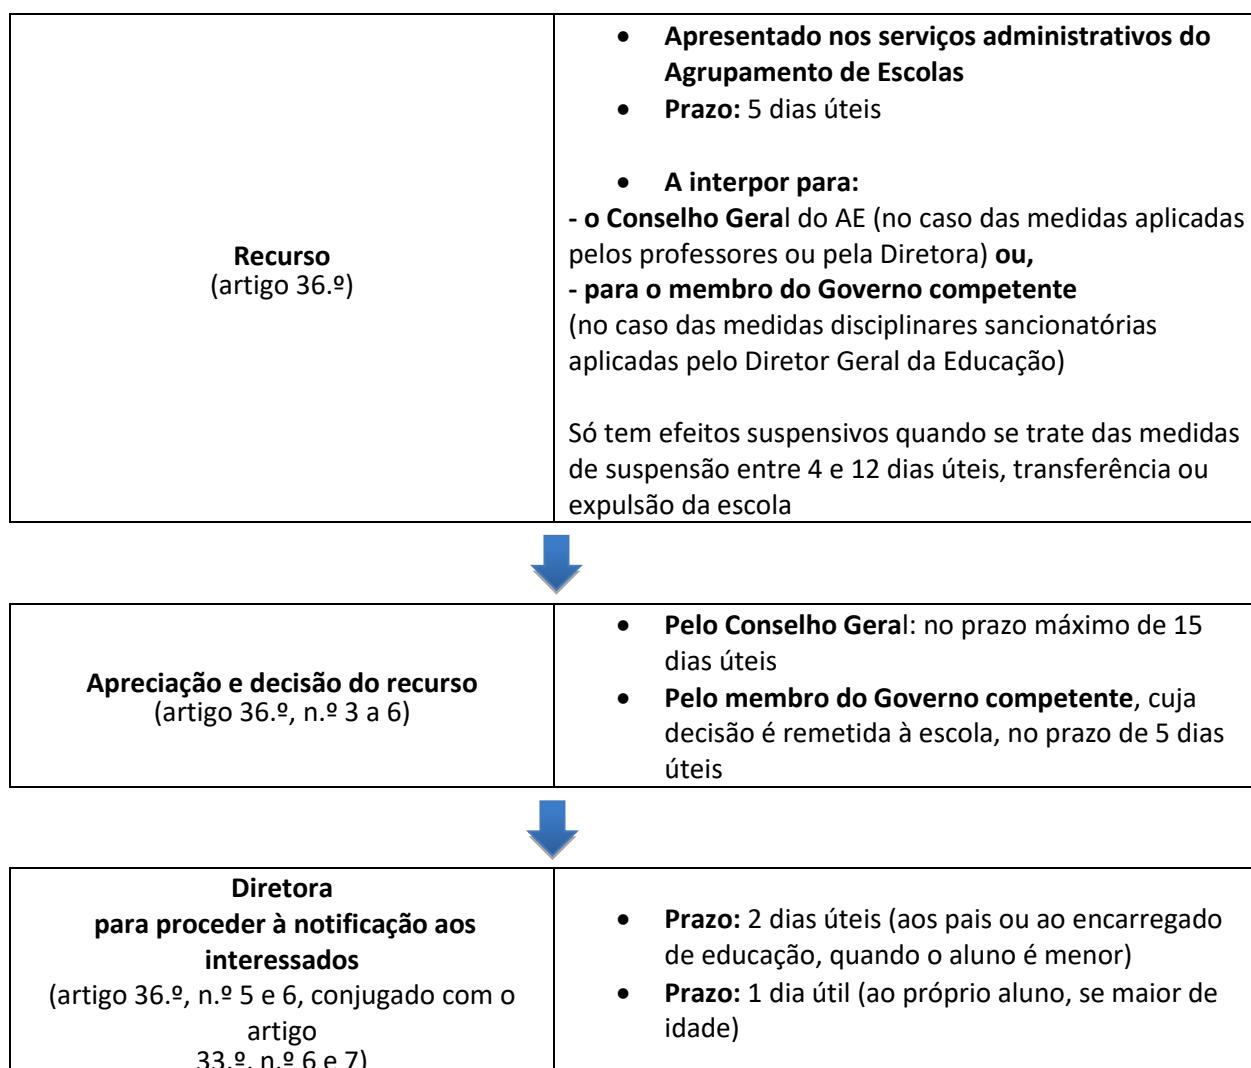 Recurso
(artigo 36.º)
• Apresentado nos serviços administrativos do
Agrupamento de Escolas
• Prazo: 5 dias úteis
• A interpor para:
- o Conselho Geral do AE (no caso das medidas aplicadas
pelos professores ou pela Diretora) ou,
- para o membro do Governo competente
(no caso das medidas disciplinares sancionatórias
aplicadas pelo Diretor Geral da Educação)
Só tem efeitos suspensivos quando se trate das medidas
de suspensão entre 4 e 12 dias úteis, transferência ou
expulsão da escola
Apreciação e decisão do recurso
(artigo 36.º, n.º 3 a 6)
• Pelo Conselho Geral: no prazo máximo de 15
dias úteis
• Pelo membro do Governo competente, cuja
decisão é remetida à escola, no prazo de 5 dias
úteis
Diretora
para proceder à notificação aos
interessados
(artigo 36.º, n.º 5 e 6, conjugado com o
artigo
33.º, n.º 6 e 7)
• Prazo: 2 dias úteis (aos pais ou ao encarregado
de educação, quando o aluno é menor)
• Prazo: 1 dia útil (ao próprio aluno, se maior de
idade)